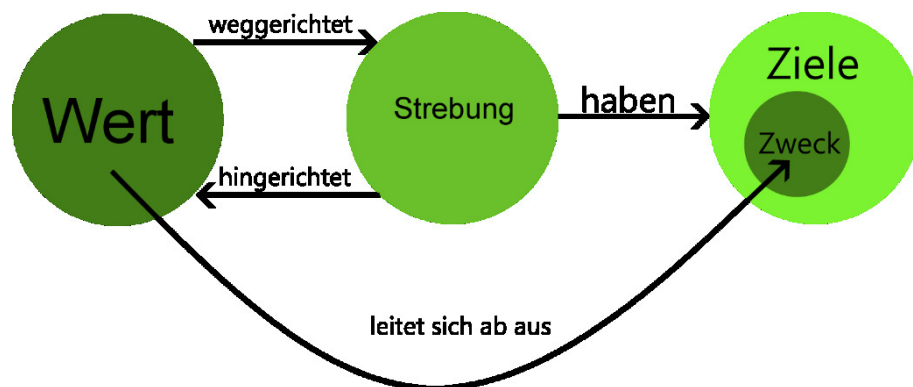 weggerichtet
Wert
Strebung
haben
Ziele
Zweck
hingerichtet
leitet sich ab aus